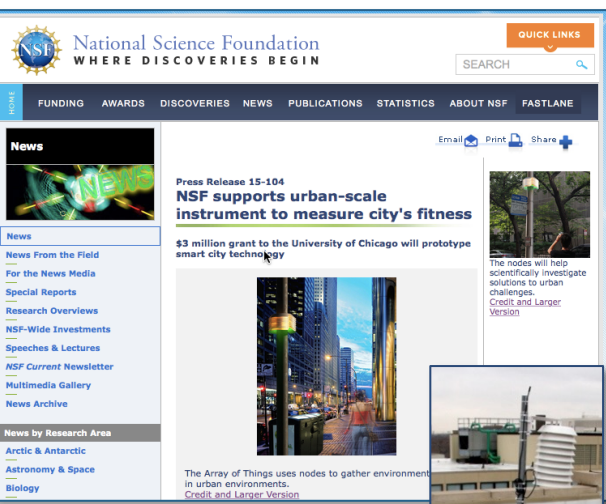 NSF
National Science Foundation
WHERE DISCOVERIES BEGIN
QUICK LINKS
SEARCH
HOME
FUNDING AWARDS DISCOVERIES NEWS PUBLICATIONS STATISTICS ABOUT NSF FASTLANE
Email Print Share
News
NEWS
News
News From the Field
For the News Media
Special Reports
Research Overviews
NSF-Wide Investments
Speeches & Lectures
NSF Current Newsletter
Multimedia Gallery
News Archive
News by Research Area
Arctic & Antarctic
Astronomy & Space
Biology
Press Release 15-104
NSF supports urban-scale
instrument to measure city's fitness
$3 million grant to the University of Chicago will prototype
smart city technology
The Array of Things uses nodes to gather
in urban environments.
Credit and Larger Version
The nodes will help
scientifically investigate
solutions to urban
challenges.
Credit and Larger
Version